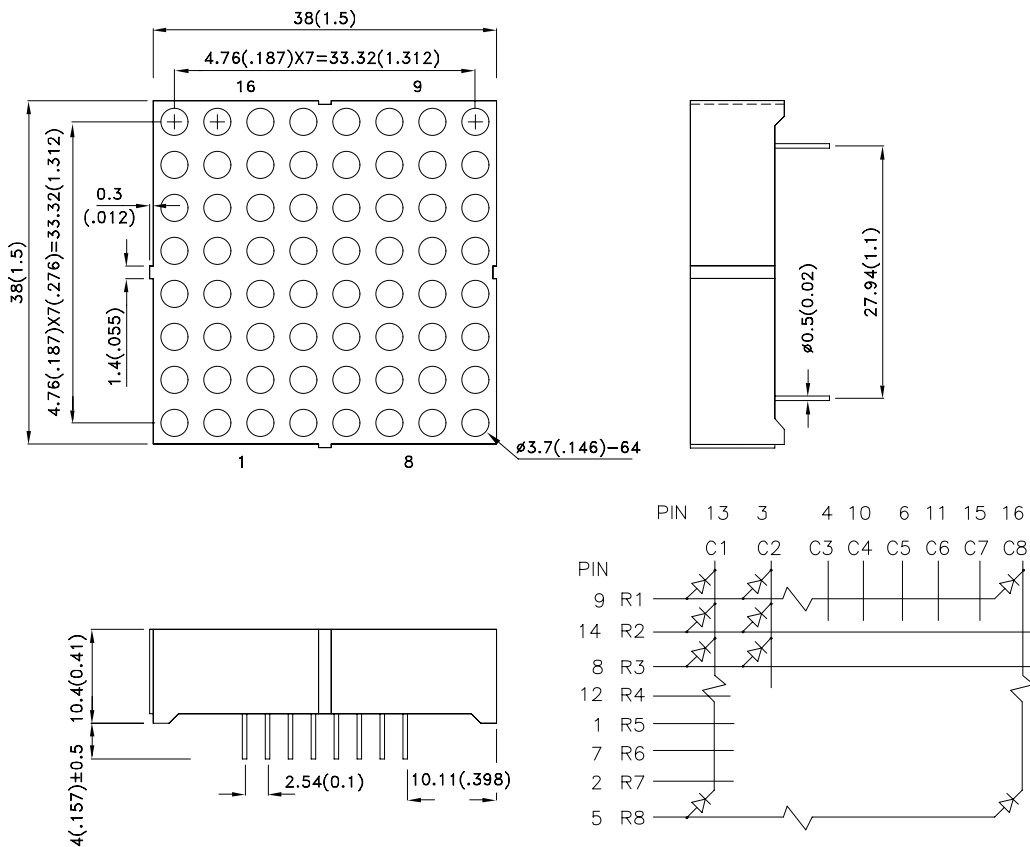 38(1.5)
4.76(.187)X7=33.32(1.312)
16 9
38(1.5)
4.76(.187)X7(.276)=33.32(1.312)
0.3
(.012)
1.4(.055)
1 8
ø3.7(.146)-64
ø0.5(0.02)
27.94(1.1)
10.4(0.41)
4(.157)±0.5
2.54(0.1)
10.11(.398)
PIN 13 3 4 10 6 11 15 16
C1 C2 C3 C4 C5 C6 C7 C8
PIN
9 R1
14 R2
8 R3
12 R4
1 R5
7 R6
2 R7
5 R8